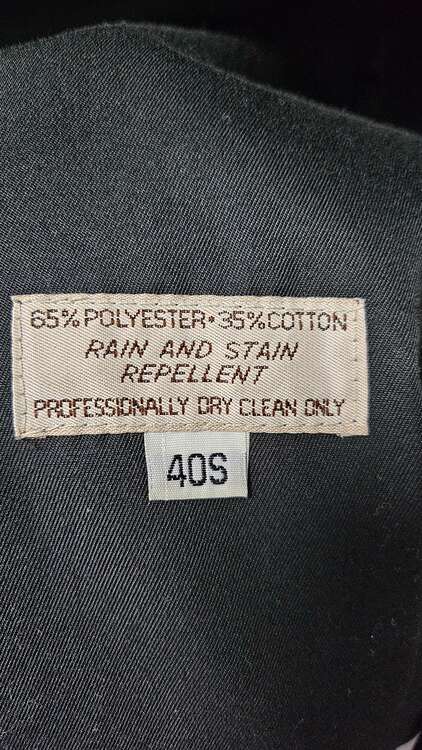 65% POLYESTER • 35% COTTON
RAIN AND STAIN
REPELLENT
PROFESSIONALLY DRY CLEAN ONLY
40S